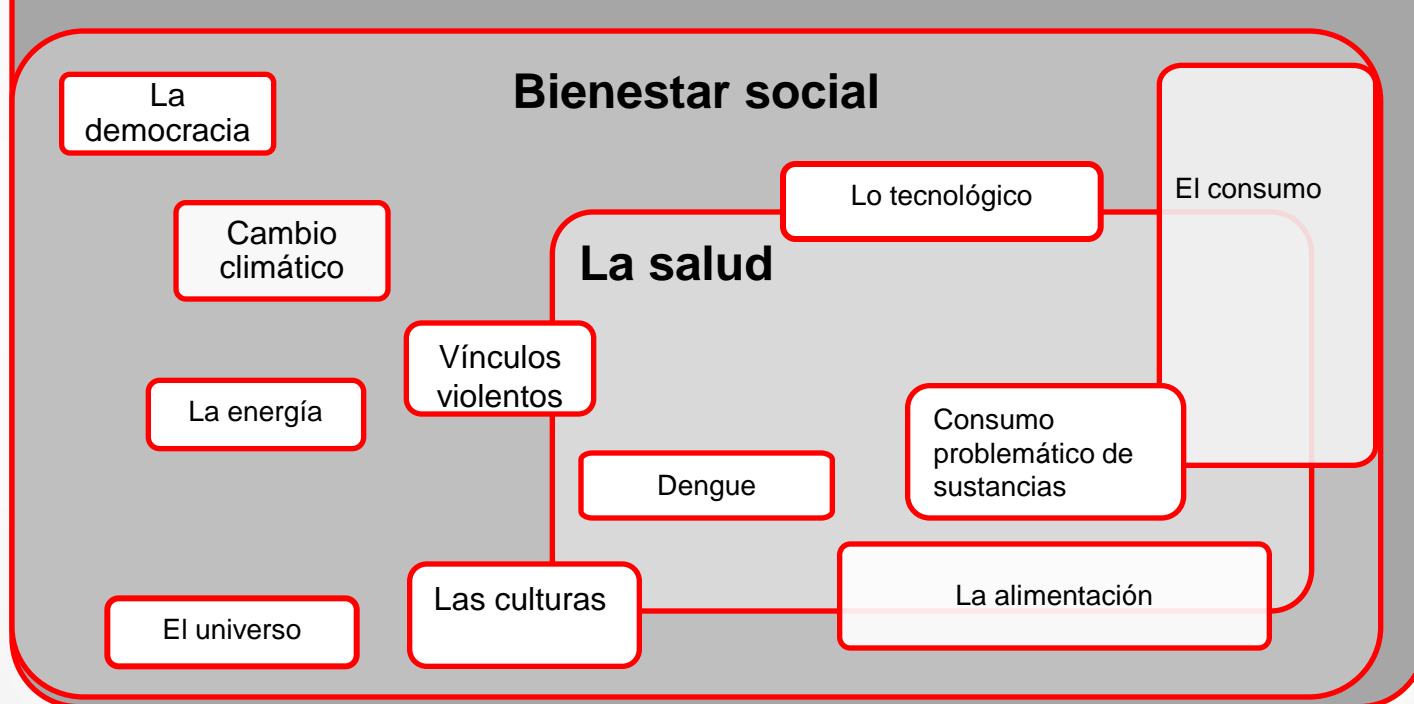 Bienestar social
La
democracia
Lo tecnológico
El consumo
Cambio
climático
La salud
Vínculos
violentos
La energía
Consumo
problemático de
sustancias
Dengue
Las culturas
La alimentación
El universo